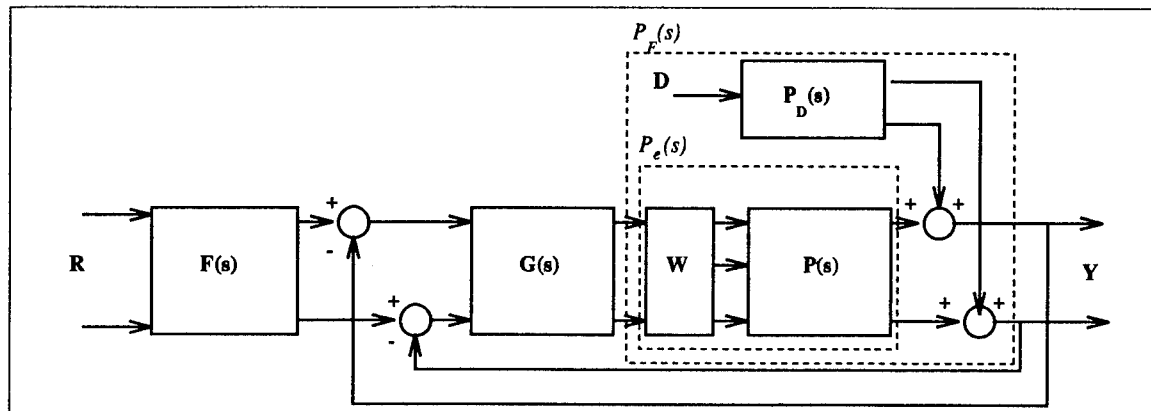 P_F(s)
D
P_D(s)
P_e(s)
+ + +
R
F(s)
-
G(s)
W
P(s)
Y
+ + +
-